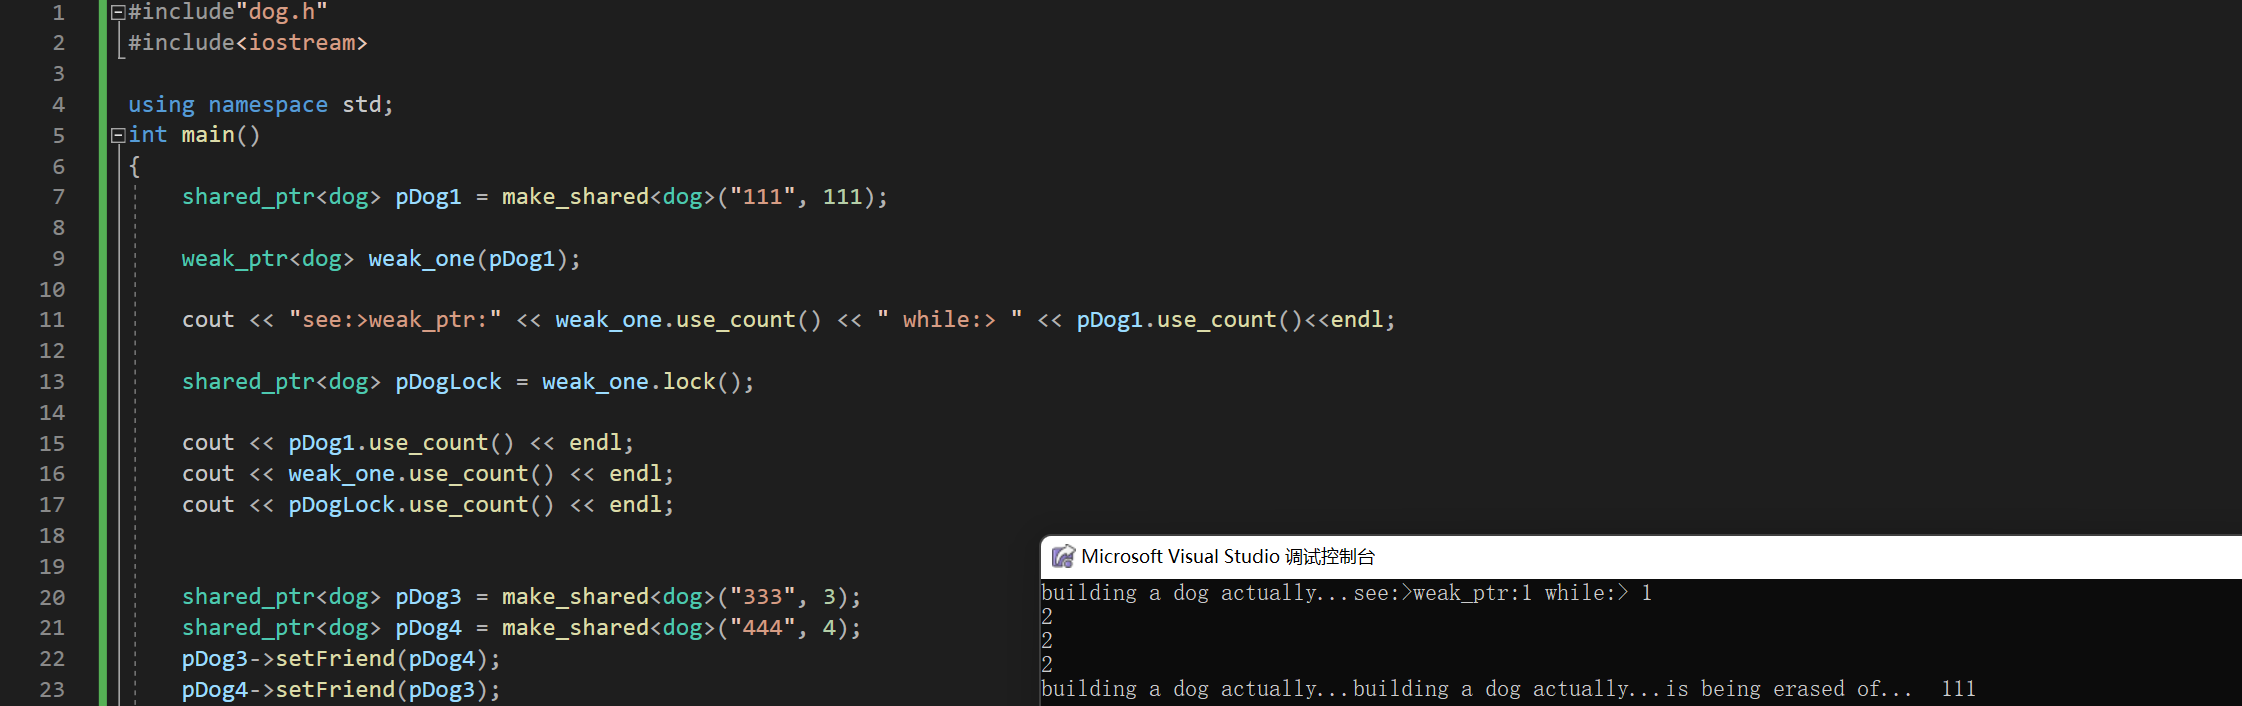 1 #include"dog.h"
2 #include<iostream>
3
4 using namespace std;
5 int main()
6 {
7 shared_ptr<dog> pDog1 = make_shared<dog>("111", 111);
8
9 weak_ptr<dog> weak_one(pDog1);
10
11 cout << "see:>weak_ptr:" << weak_one.use_count() << " while:> " << pDog1.use_count()<<endl;
12
13 shared_ptr<dog> pDogLock = weak_one.lock();
14
15 cout << pDog1.use_count() << endl;
16 cout << weak_one.use_count() << endl;
17 cout << pDogLock.use_count() << endl;
18
19
20 shared_ptr<dog> pDog3 = make_shared<dog>("333", 3);
21 shared_ptr<dog> pDog4 = make_shared<dog>("444", 4);
22 pDog3->setFriend(pDog4);
23 pDog4->setFriend(pDog3);
Microsoft Visual Studio 调试控制台
building a dog actually...see:>weak_ptr:1 while:> 1
2
2
2
building a dog actually...building a dog actually...is being erased of... 111